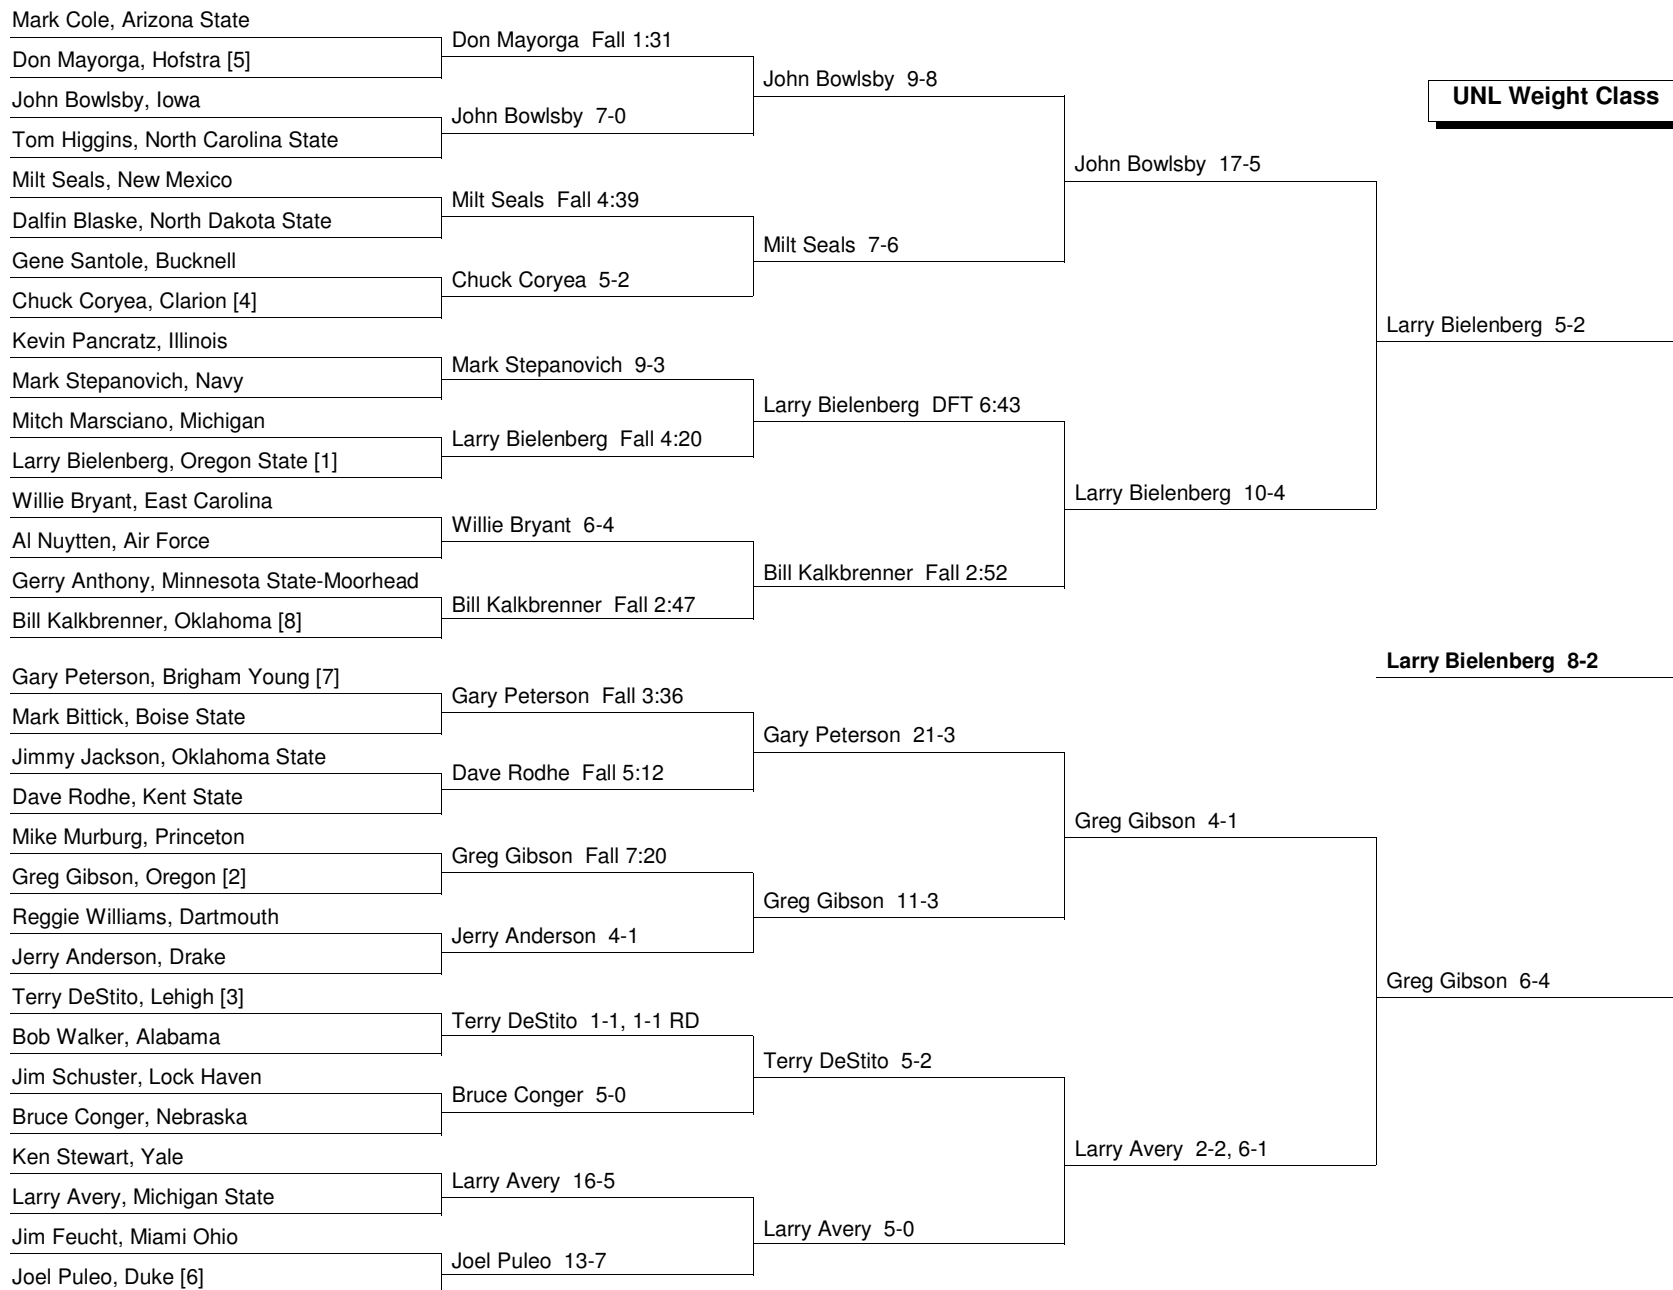 Mark Cole, Arizona State
Don Mayorga, Hofstra [5]
John Bowlsby, Iowa
Tom Higgins, North Carolina State
Milt Seals, New Mexico
Dalfin Blaske, North Dakota State
Gene Santole, Bucknell
Chuck Coryea, Clarion [4]
Kevin Pancratz, Illinois
Mark Stepanovich, Navy
Mitch Marsciano, Michigan
Larry Bielenberg, Oregon State [1]
Willie Bryant, East Carolina
Al Nuytten, Air Force
Gerry Anthony, Minnesota State-Moorhead
Bill Kalkbrenner, Oklahoma [8]
Gary Peterson, Brigham Young [7]
Mark Bittick, Boise State
Jimmy Jackson, Oklahoma State
Dave Rodhe, Kent State
Mike Murburg, Princeton
Greg Gibson, Oregon [2]
Reggie Williams, Dartmouth
Jerry Anderson, Drake
Terry DeStito, Lehigh [3]
Bob Walker, Alabama
Jim Schuster, Lock Haven
Bruce Conger, Nebraska
Ken Stewart, Yale
Larry Avery, Michigan State
Jim Feucht, Miami Ohio
Joel Puleo, Duke [6]
Don Mayorga Fall 1:31
John Bowlsby 7-0
Milt Seals Fall 4:39
Chuck Coryea 5-2
Mark Stepanovich 9-3
Larry Bielenberg Fall 4:20
Willie Bryant 6-4
Bill Kalkbrenner Fall 2:47
Gary Peterson Fall 3:36
Dave Rodhe Fall 5:12
Greg Gibson Fall 7:20
Jerry Anderson 4-1
Terry DeStito 1-1, 1-1 RD
Bruce Conger 5-0
Larry Avery 16-5
Joel Puleo 13-7
John Bowlsby 9-8
Milt Seals 7-6
Larry Bielenberg DFT 6:43
Bill Kalkbrenner Fall 2:52
Gary Peterson 21-3
Greg Gibson 11-3
Terry DeStito 5-2
Larry Avery 5-0
John Bowlsby 17-5
Larry Bielenberg 10-4
Greg Gibson 4-1
Larry Avery 2-2, 6-1
UNL Weight Class
Larry Bielenberg 5-2
Larry Bielenberg 8-2
Greg Gibson 6-4